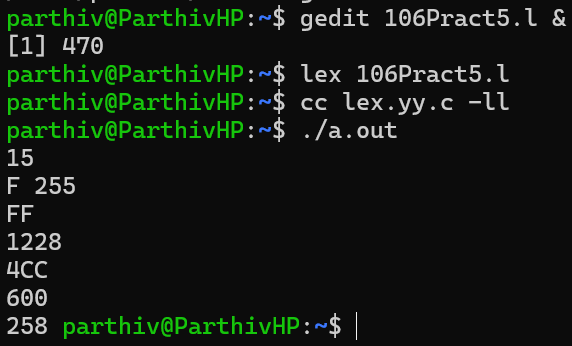 parthiv@ParthivHP:~$ gedit 106Pract5.l &
[1] 470
parthiv@ParthivHP:~$ lex 106Pract5.l
parthiv@ParthivHP:~$ cc lex.yy.c -ll
parthiv@ParthivHP:~$ ./a.out
15
F 255
FF
1228
4CC
600
258 parthiv@ParthivHP:~$